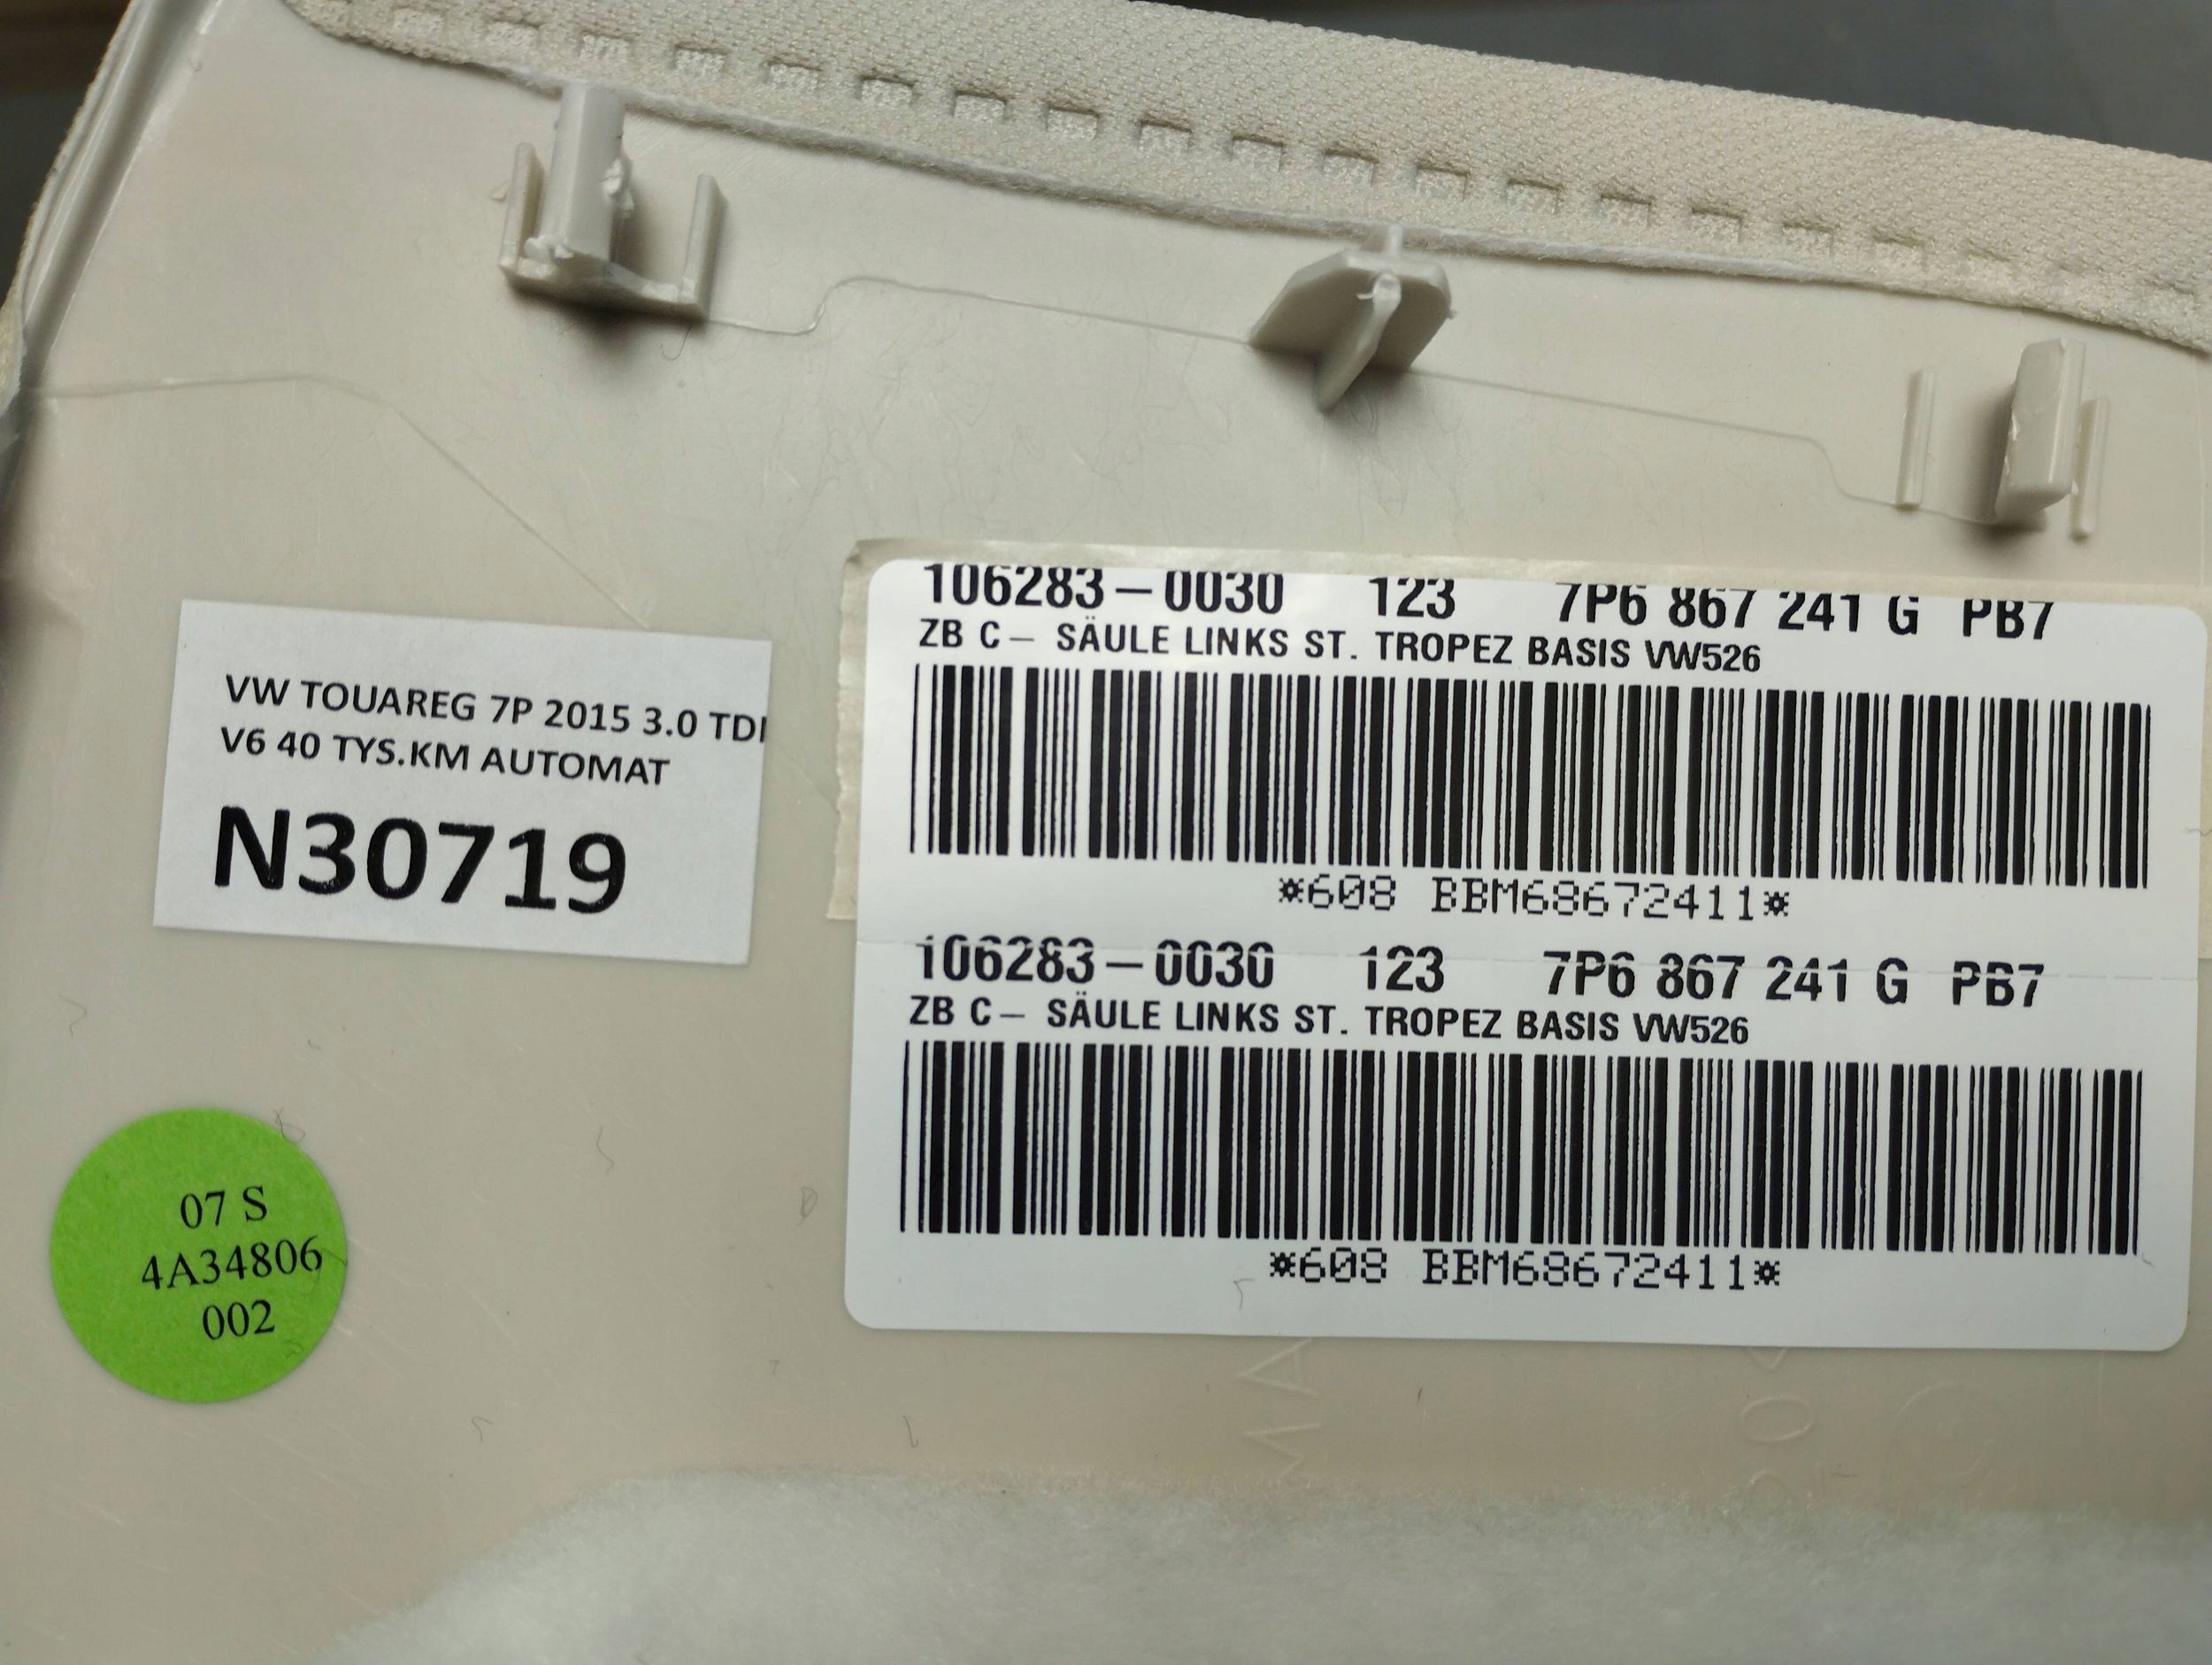 VW TOUAREG 7P 2015 3.0 TDI
V6 40 TYS.KM AUTOMAT
N30719
106283-0030 123 7P6 867 241 G PB7
ZB C- SÄULE LINKS ST. TROPEZ BASIS VW526
*608 BBM68672411*
106283-0030 123 7P6 867 241 G PB7
ZB C- SÄULE LINKS ST. TROPEZ BASIS VW526
*608 BBM68672411*
07 S
4A34806
002